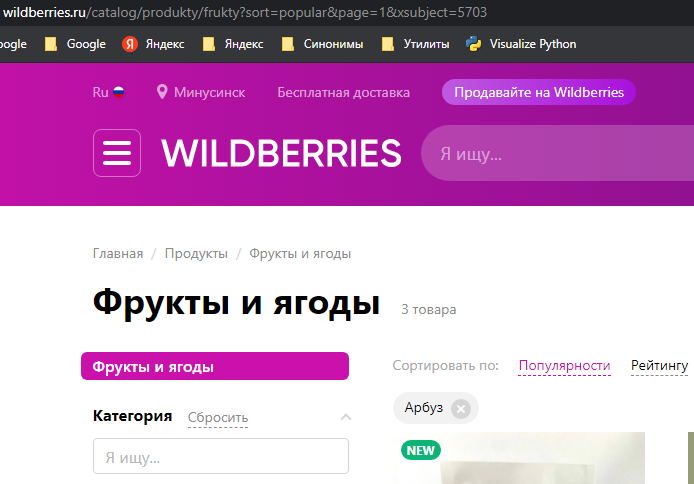 wildberries.ru/catalog/produkty/frukty?sort=popular&page=1&xsubject=5703
oogle Google Яндекс Яндекс Синонимы Утилиты Visualize Python
Ru Минусинск Бесплатная доставка Продавайте на Wildberries
WILDBERRIES Я ищу...
Главная / Продукты / Фрукты и ягоды
Фрукты и ягоды 3 товара
Фрукты и ягоды Сортировать по: Популярности Рейтингу
Арбуз
Категория Сбросить
NEW
Я ищу...